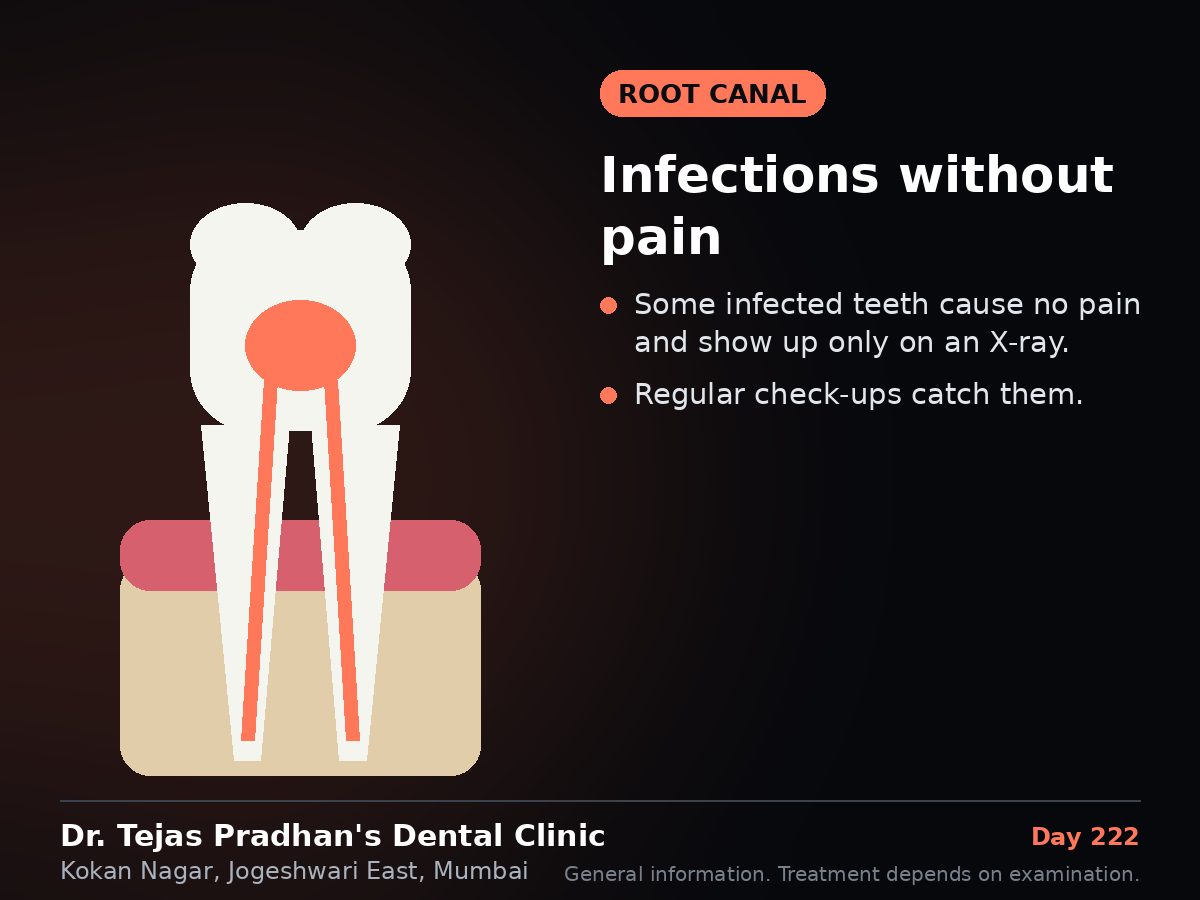 ROOT CANAL
Infections without
pain
Some infected teeth cause no pain
and show up only on an X-ray.
Regular check-ups catch them.
Dr. Tejas Pradhan's Dental Clinic
Day 222
Kokan Nagar, Jogeshwari East, Mumbai
General information. Treatment depends on examination.